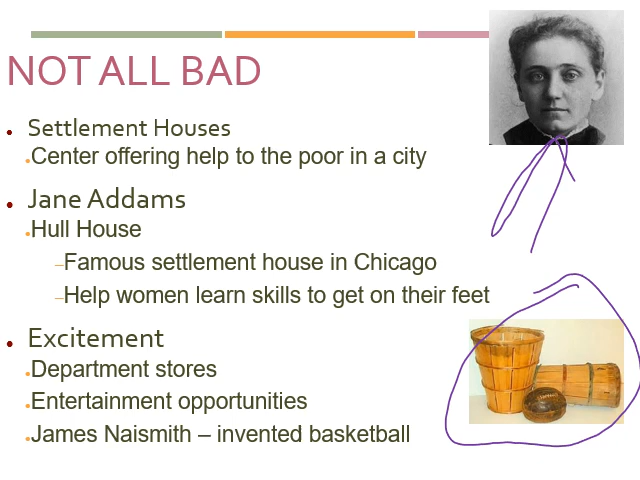 NOT ALL BAD
• Settlement Houses
•Center offering help to the poor in a city
• Jane Addams
•Hull House
–Famous settlement house in Chicago
–Help women learn skills to get on their feet
• Excitement
•Department stores
•Entertainment opportunities
•James Naismith – invented basketball